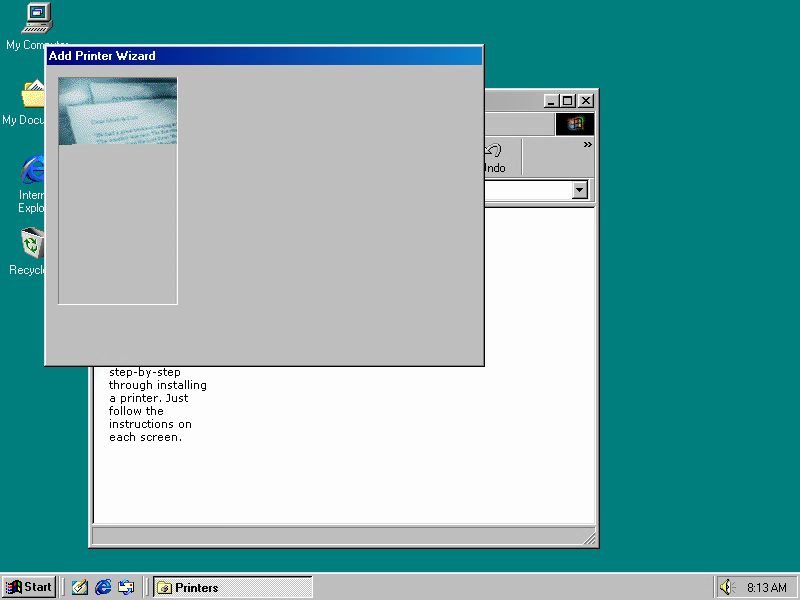 My Computer
Add Printer Wizard
My Docu
Intern
Explo
Recycle
Undo
»
step-by-step
through installing
a printer. Just
follow the
instructions on
each screen.
Start
Printers
8:13 AM